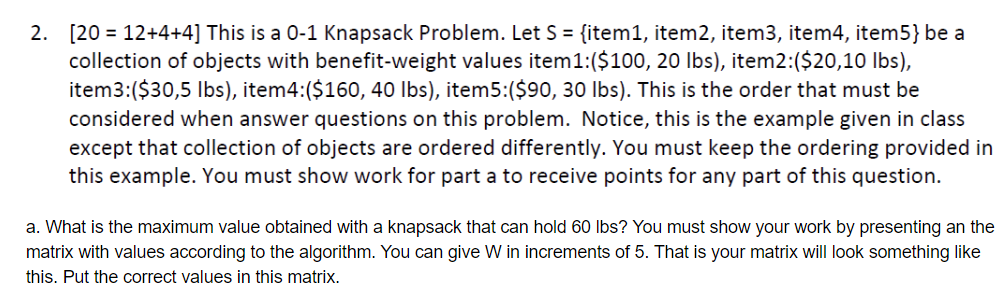 2. [20 = 12+4+4] This is a 0-1 Knapsack Problem. Let S = {item1, item2, item3, item4, item5} be a
collection of objects with benefit-weight values item1:($100, 20 lbs), item2:($20,10 lbs),
item3:($30,5 lbs), item4:($160, 40 lbs), item5:($90, 30 lbs). This is the order that must be
considered when answer questions on this problem. Notice, this is the example given in class
except that collection of objects are ordered differently. You must keep the ordering provided in
this example. You must show work for part a to receive points for any part of this question.
a. What is the maximum value obtained with a knapsack that can hold 60 lbs? You must show your work by presenting an the
matrix with values according to the algorithm. You can give W in increments of 5. That is your matrix will look something like
this. Put the correct values in this matrix.